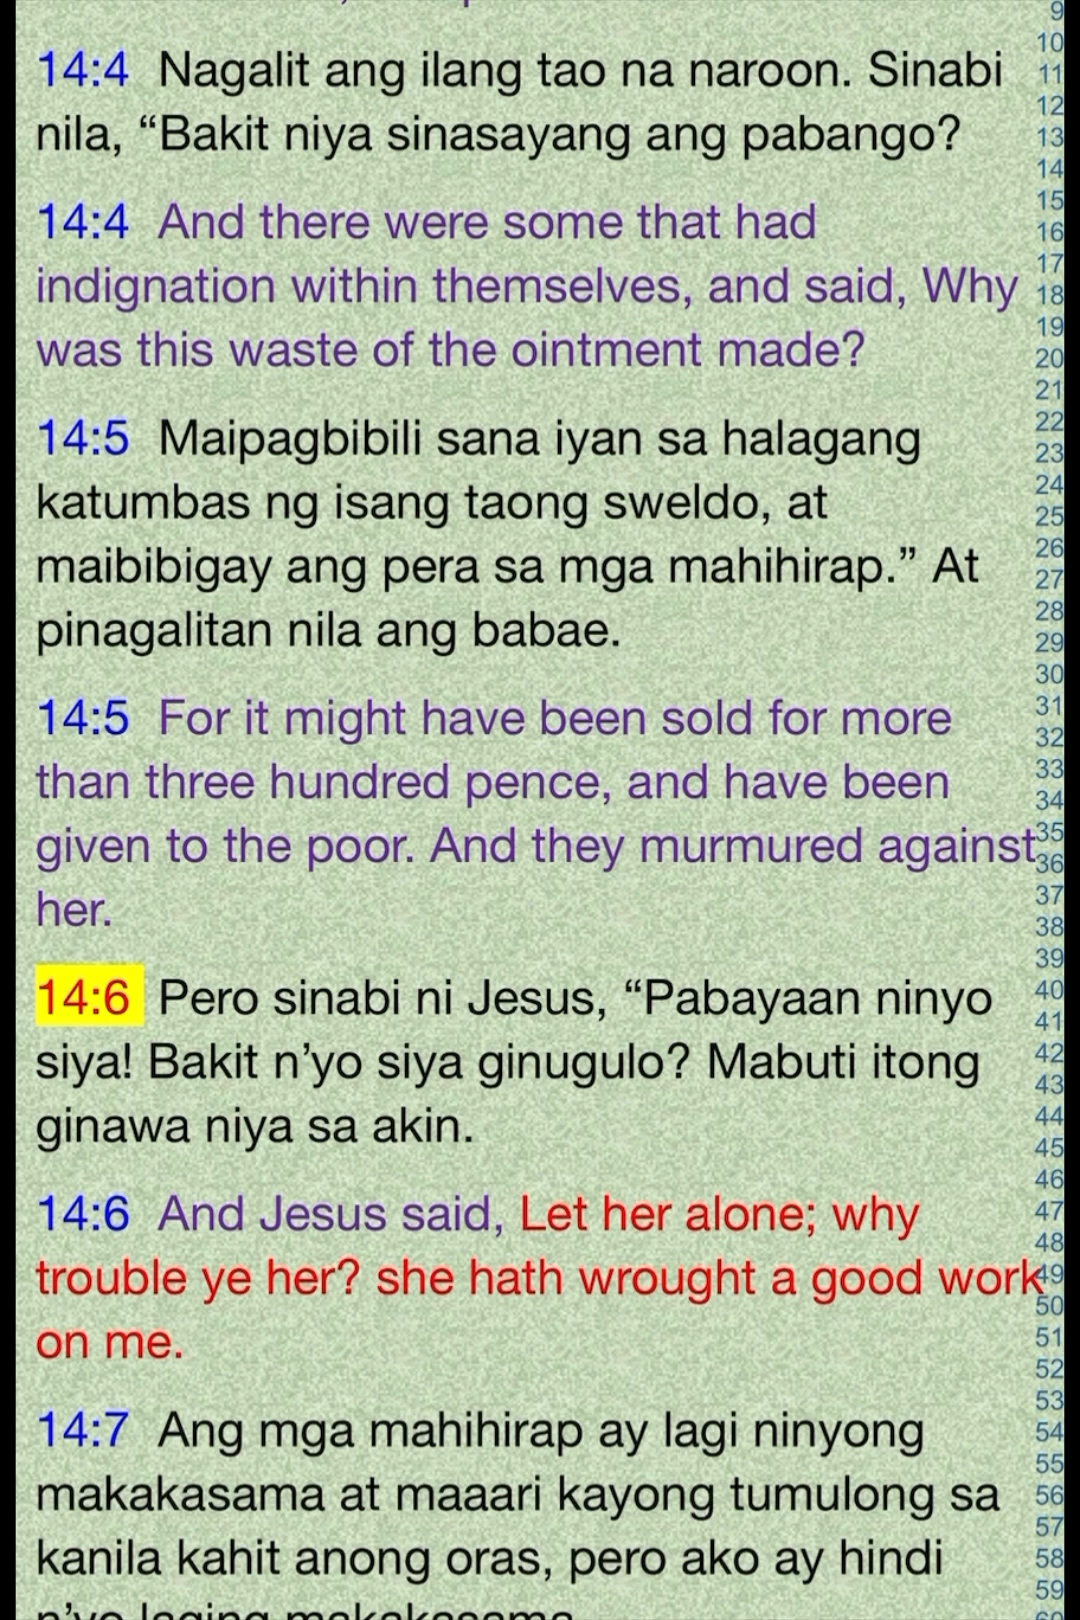 14:4 Nagalit ang ilang tao na naroon. Sinabi
nila, “Bakit niya sinasayang ang pabango?
14:4 And there were some that had
indignation within themselves, and said, Why
was this waste of the ointment made?
14:5 Maipagbibili sana iyan sa halagang
katumbas ng isang taong sweldo, at
maibibigay ang pera sa mga mahihirap.” At
pinagalitan nila ang babae.
14:5 For it might have been sold for more
than three hundred pence, and have been
given to the poor. And they murmured against
her.
14:6 Pero sinabi ni Jesus, “Pabayaan ninyo
siya! Bakit n’yo siya ginugulo? Mabuti itong
ginawa niya sa akin.
14:6 And Jesus said, Let her alone; why
trouble ye her? she hath wrought a good work
on me.
14:7 Ang mga mahihirap ay lagi ninyong
makakasama at maaari kayong tumulong sa
kanila kahit anong oras, pero ako ay hindi
n’yo laging makakasama
9
10
11
12
13
14
15
16
17
18
19
20
21
22
23
24
25
26
27
28
29
30
31
32
33
34
35
36
37
38
39
40
41
42
43
44
45
46
47
48
49
50
51
52
53
54
55
56
57
58
59
60